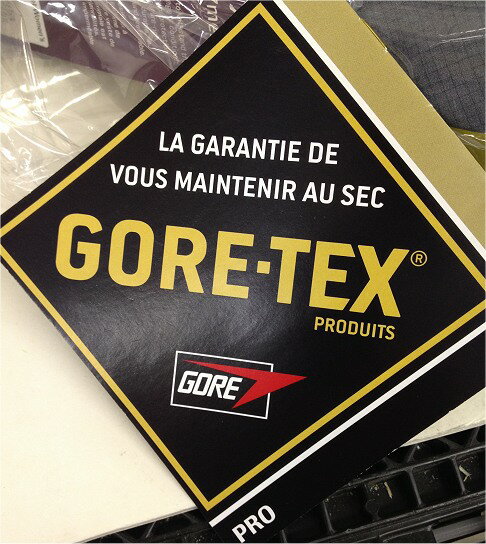 LA GARANTIE DE
VOUS MAINTENIR AU SEC
GORE-TEX®
PRODUITS
GORE
PRO